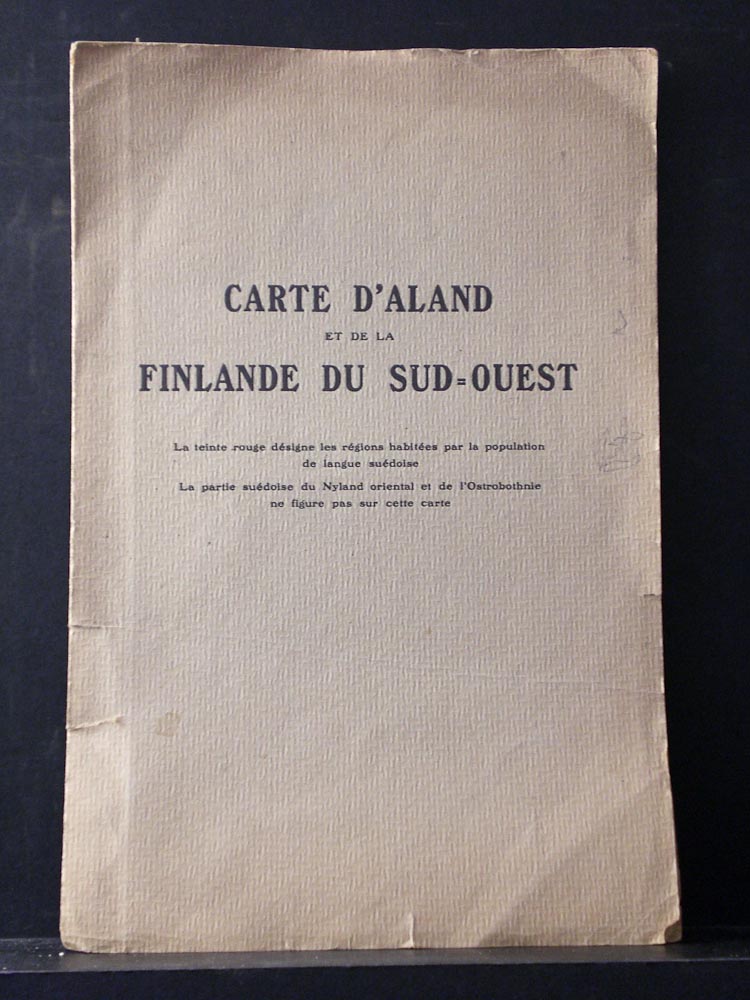 CARTE D'ALAND
ET DE LA
FINLANDE DU SUD=OUEST
La teinte rouge désigne les régions habitées par la population
de langue suédoise
La partie suédoise du Nyland oriental et de l'Ostrobothnie
ne figure pas sur cette carte